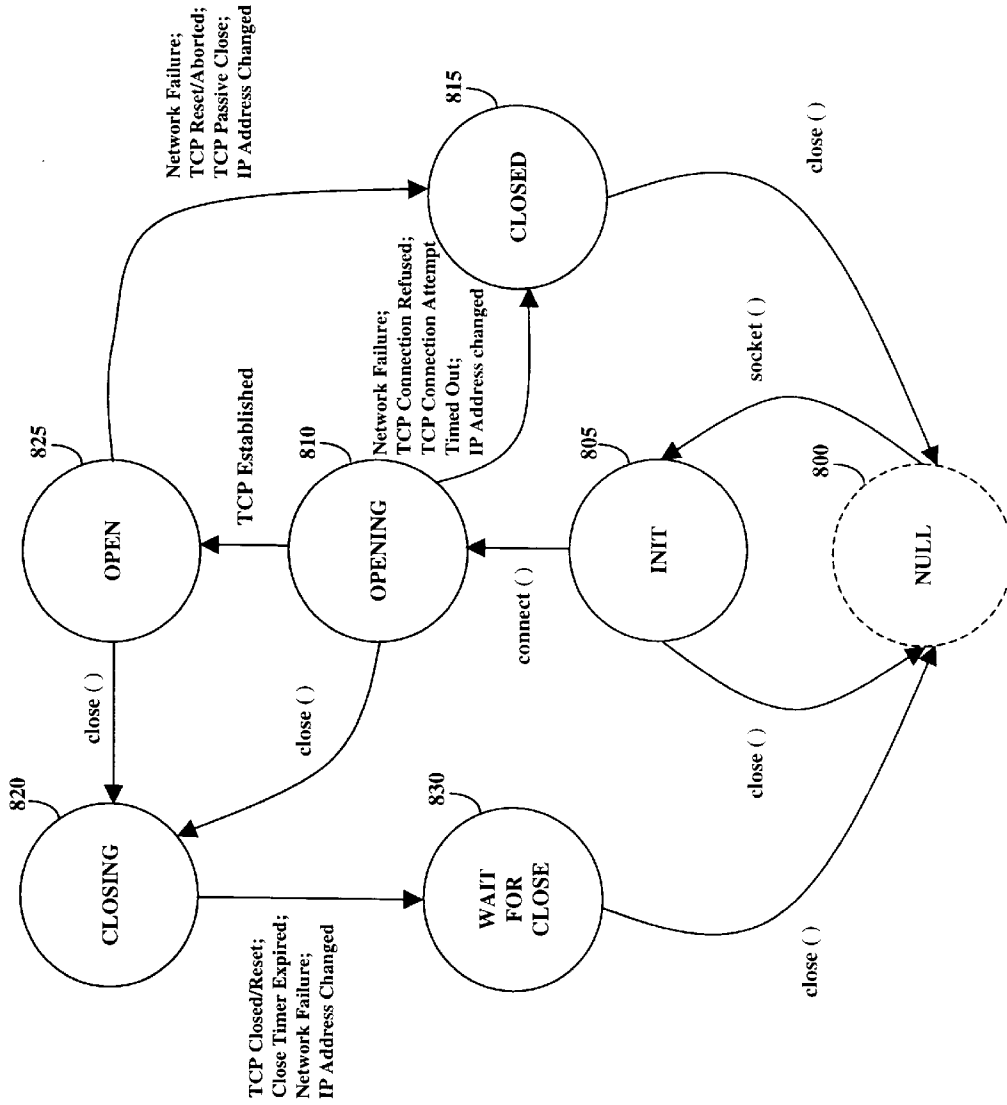 820
CLOSING
close ( )
825
OPEN
Network Failure;
TCP Reset/Aborted;
TCP Passive Close;
IP Address Changed
TCP Established
TCP Closed/Reset;
Close Timer Expired;
Network Failure;
IP Address Changed
830
WAIT
FOR
CLOSE
close ( )
810
OPENING
Network Failure;
TCP Connection Refused;
TCP Connection Attempt
Timed Out;
IP Address changed
815
CLOSED
connect ( )
805
INIT
close ( )
socket ( )
close ( )
close ( )
800
NULL